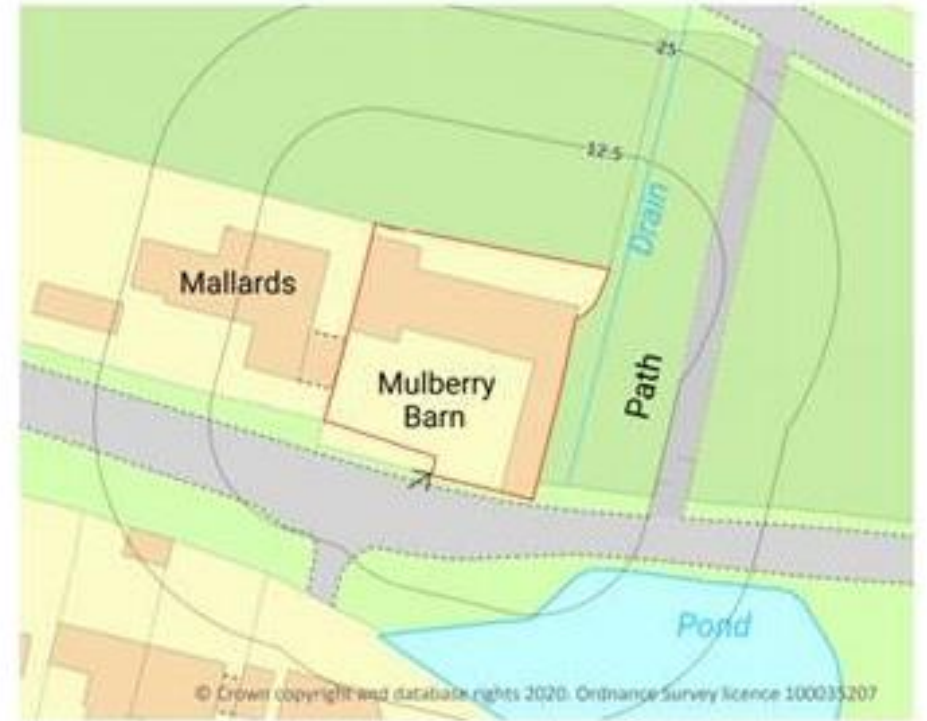 25
12.5
Drain
Mallards
Path
Mulberry
Barn
Pond
© Crown copyright and database rights 2020. Ordnance Survey licence 100035207